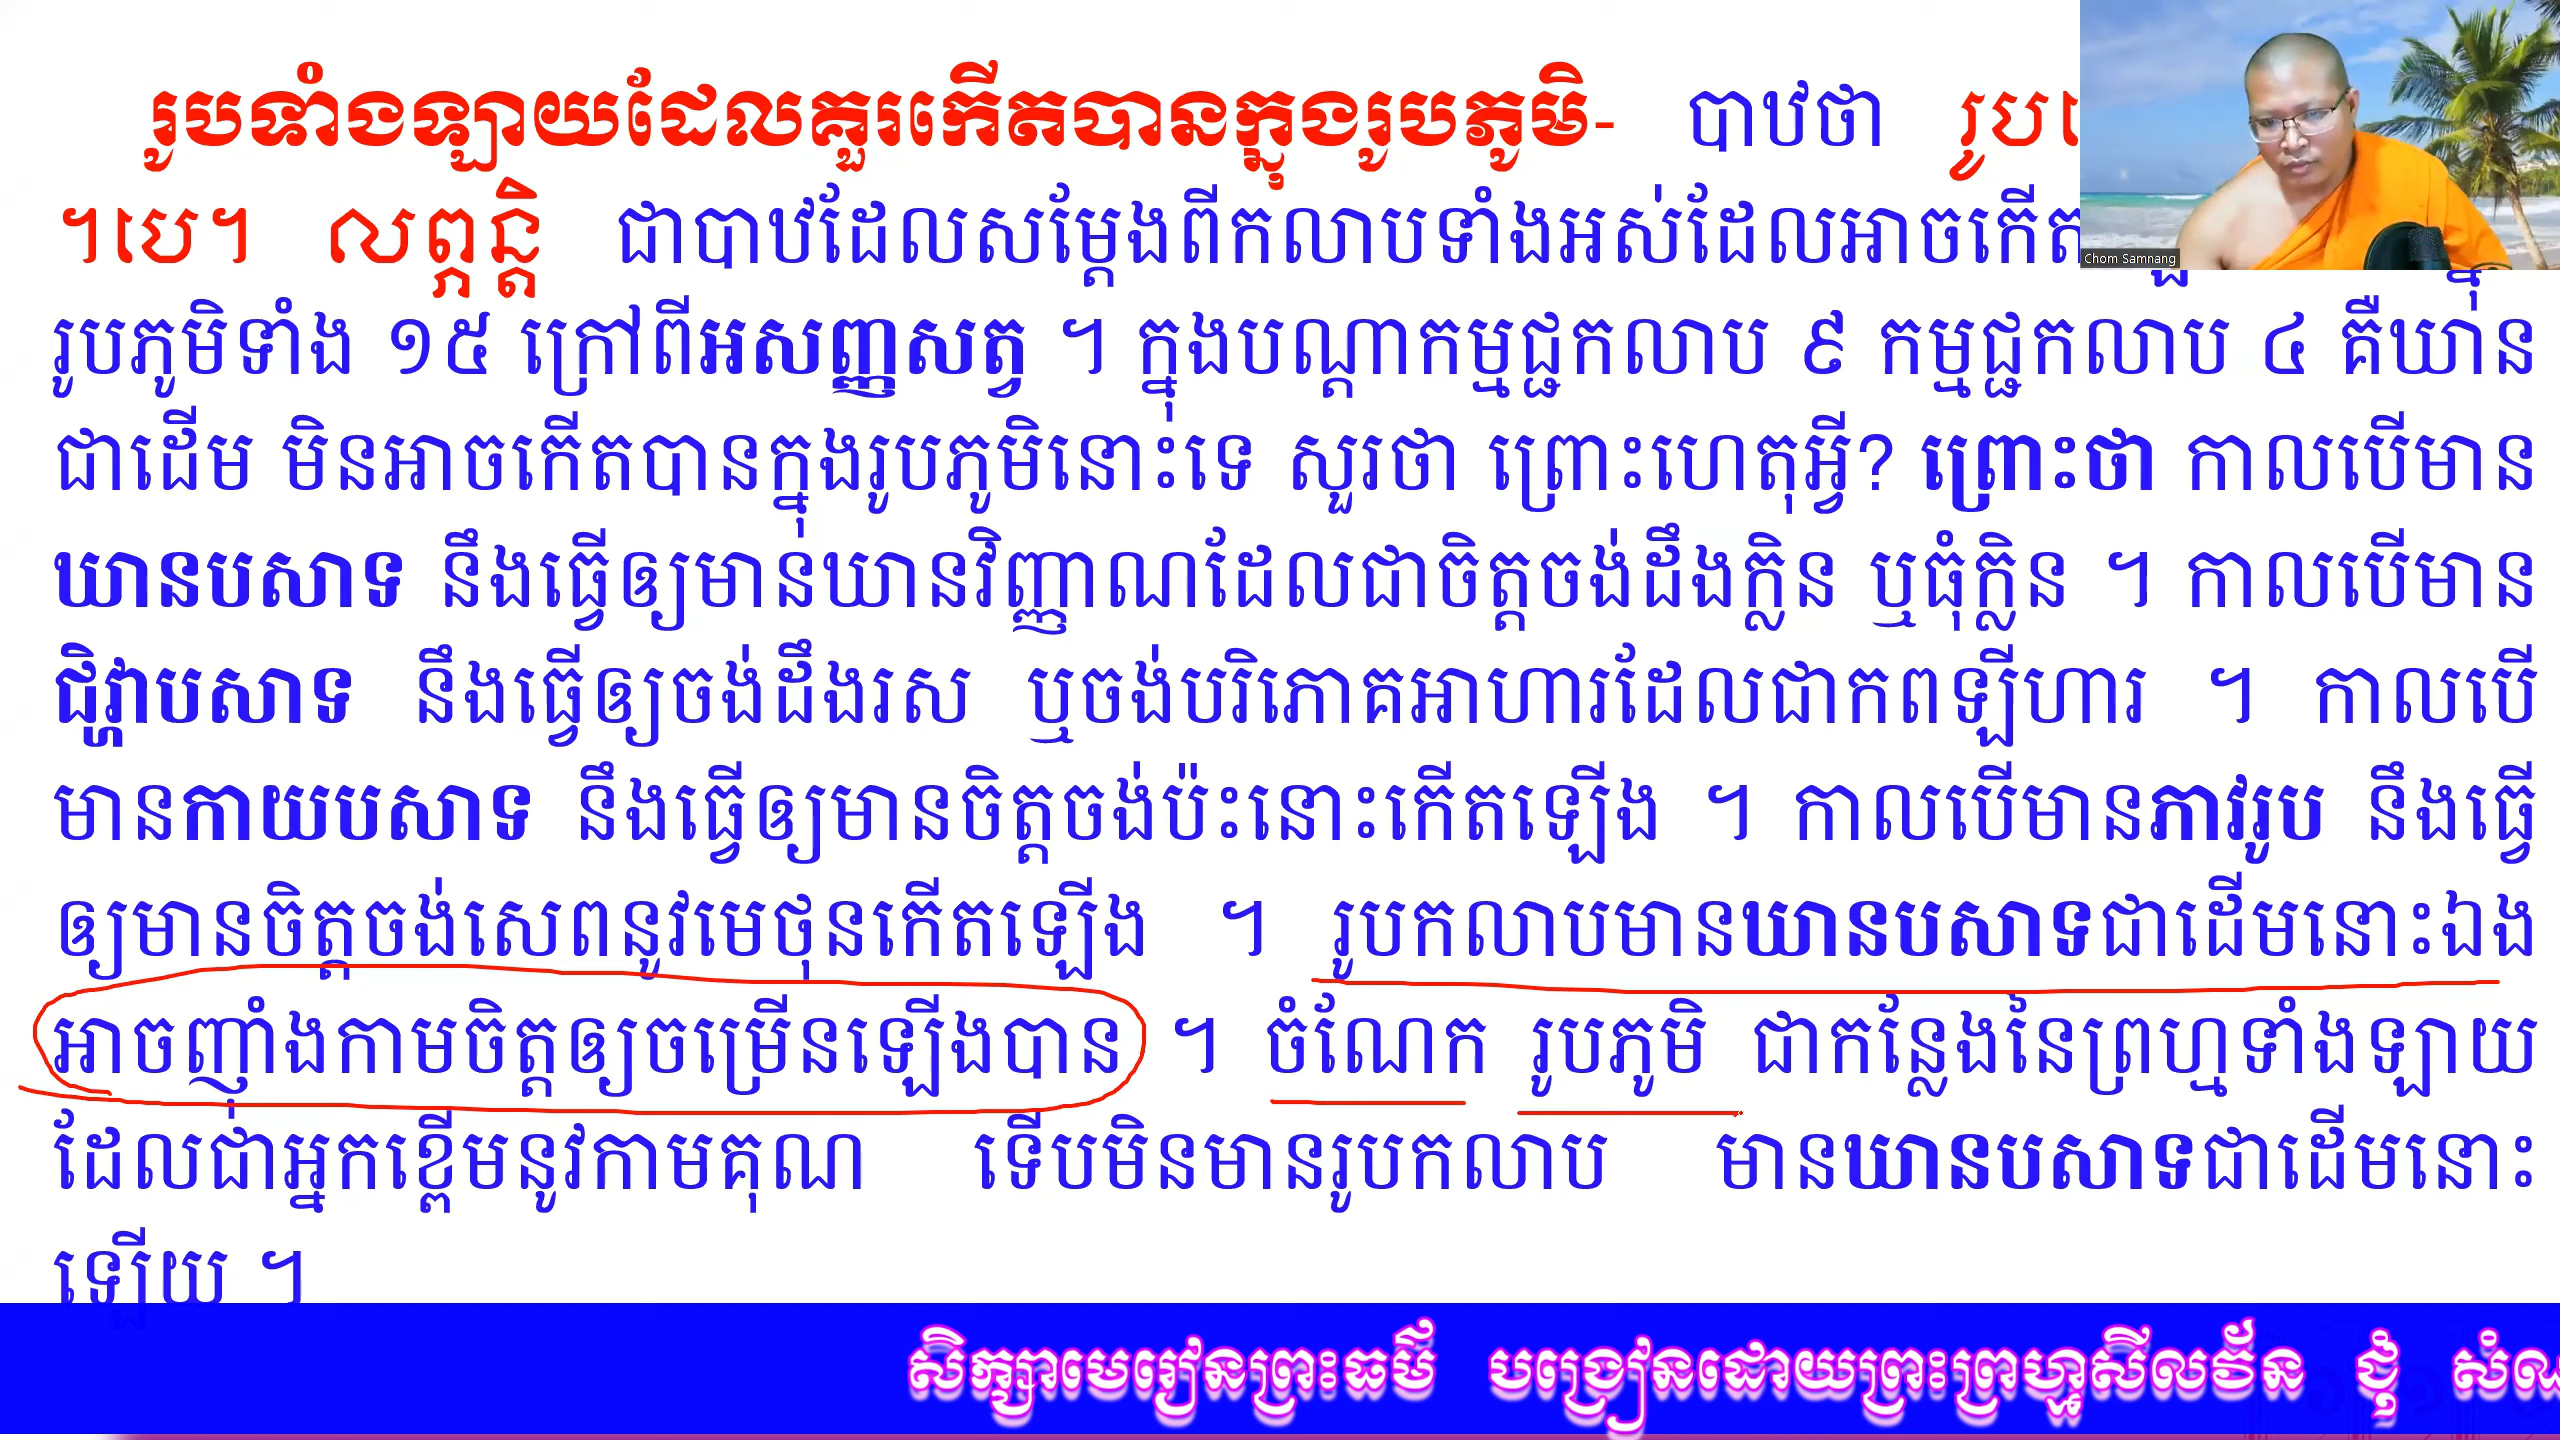 រូបទាំងឡាយដែលគួរកើតបានក្នុងរូបភូមិ- បាឋថា
Chom Samnang
។បេ។ លព្ភន្តិ ជាបាឋដែលសម្ដែងពីកលាបទាំងអស់ដែលអាចកើត
រូបភូមិទាំង ១៥ ក្រៅពីអសញ្ញសត្វ ។ ក្នុងបណ្ដាកម្មជ្ជកលាប ៩ កម្មជ្ជកលាប ៤ គឺឃាន
ជាដើម មិនអាចកើតបានក្នុងរូបភូមិនោះទេ សួរថា ព្រោះហេតុអ្វី? ព្រោះថា កាលបើមាន
ឃានបសាទ នឹងធ្វើឲ្យមានឃានវិញ្ញាណដែលជាចិត្តចង់ដឹងក្លិន ឬធុំក្លិន ។ កាលបើមាន
ជិវ្ហាបសាទ នឹងធ្វើឲ្យចង់ដឹងរស ឬចង់បរិភោគអាហារដែលជាកពឡីហារ ។ កាលបើ
មានកាយបសាទ នឹងធ្វើឲ្យមានចិត្តចង់ប៉ះនោះកើតឡើង ។ កាលបើមានភាវរូប នឹងធ្វើ
ឲ្យមានចិត្តចង់សេពនូវមេថុនកើតឡើង ។ រូបកលាបមានឃានបសាទជាដើមនោះឯង
អាចញ៉ាំងកាមចិត្តឲ្យចម្រើនឡើងបាន ។ ចំណែក រូបភូមិ ជាកន្លែងនៃព្រហ្មទាំងឡាយ
ដែលជាអ្នកខ្ពើមនូវកាមគុណ ទើបមិនមានរូបកលាប មានឃានបសាទជាដើមនោះ
ឡើយ ។
សិក្សាមេរៀនព្រះធម៌ បង្រៀនដោយព្រះព្រហ្មសីលខ័ន ជុំ